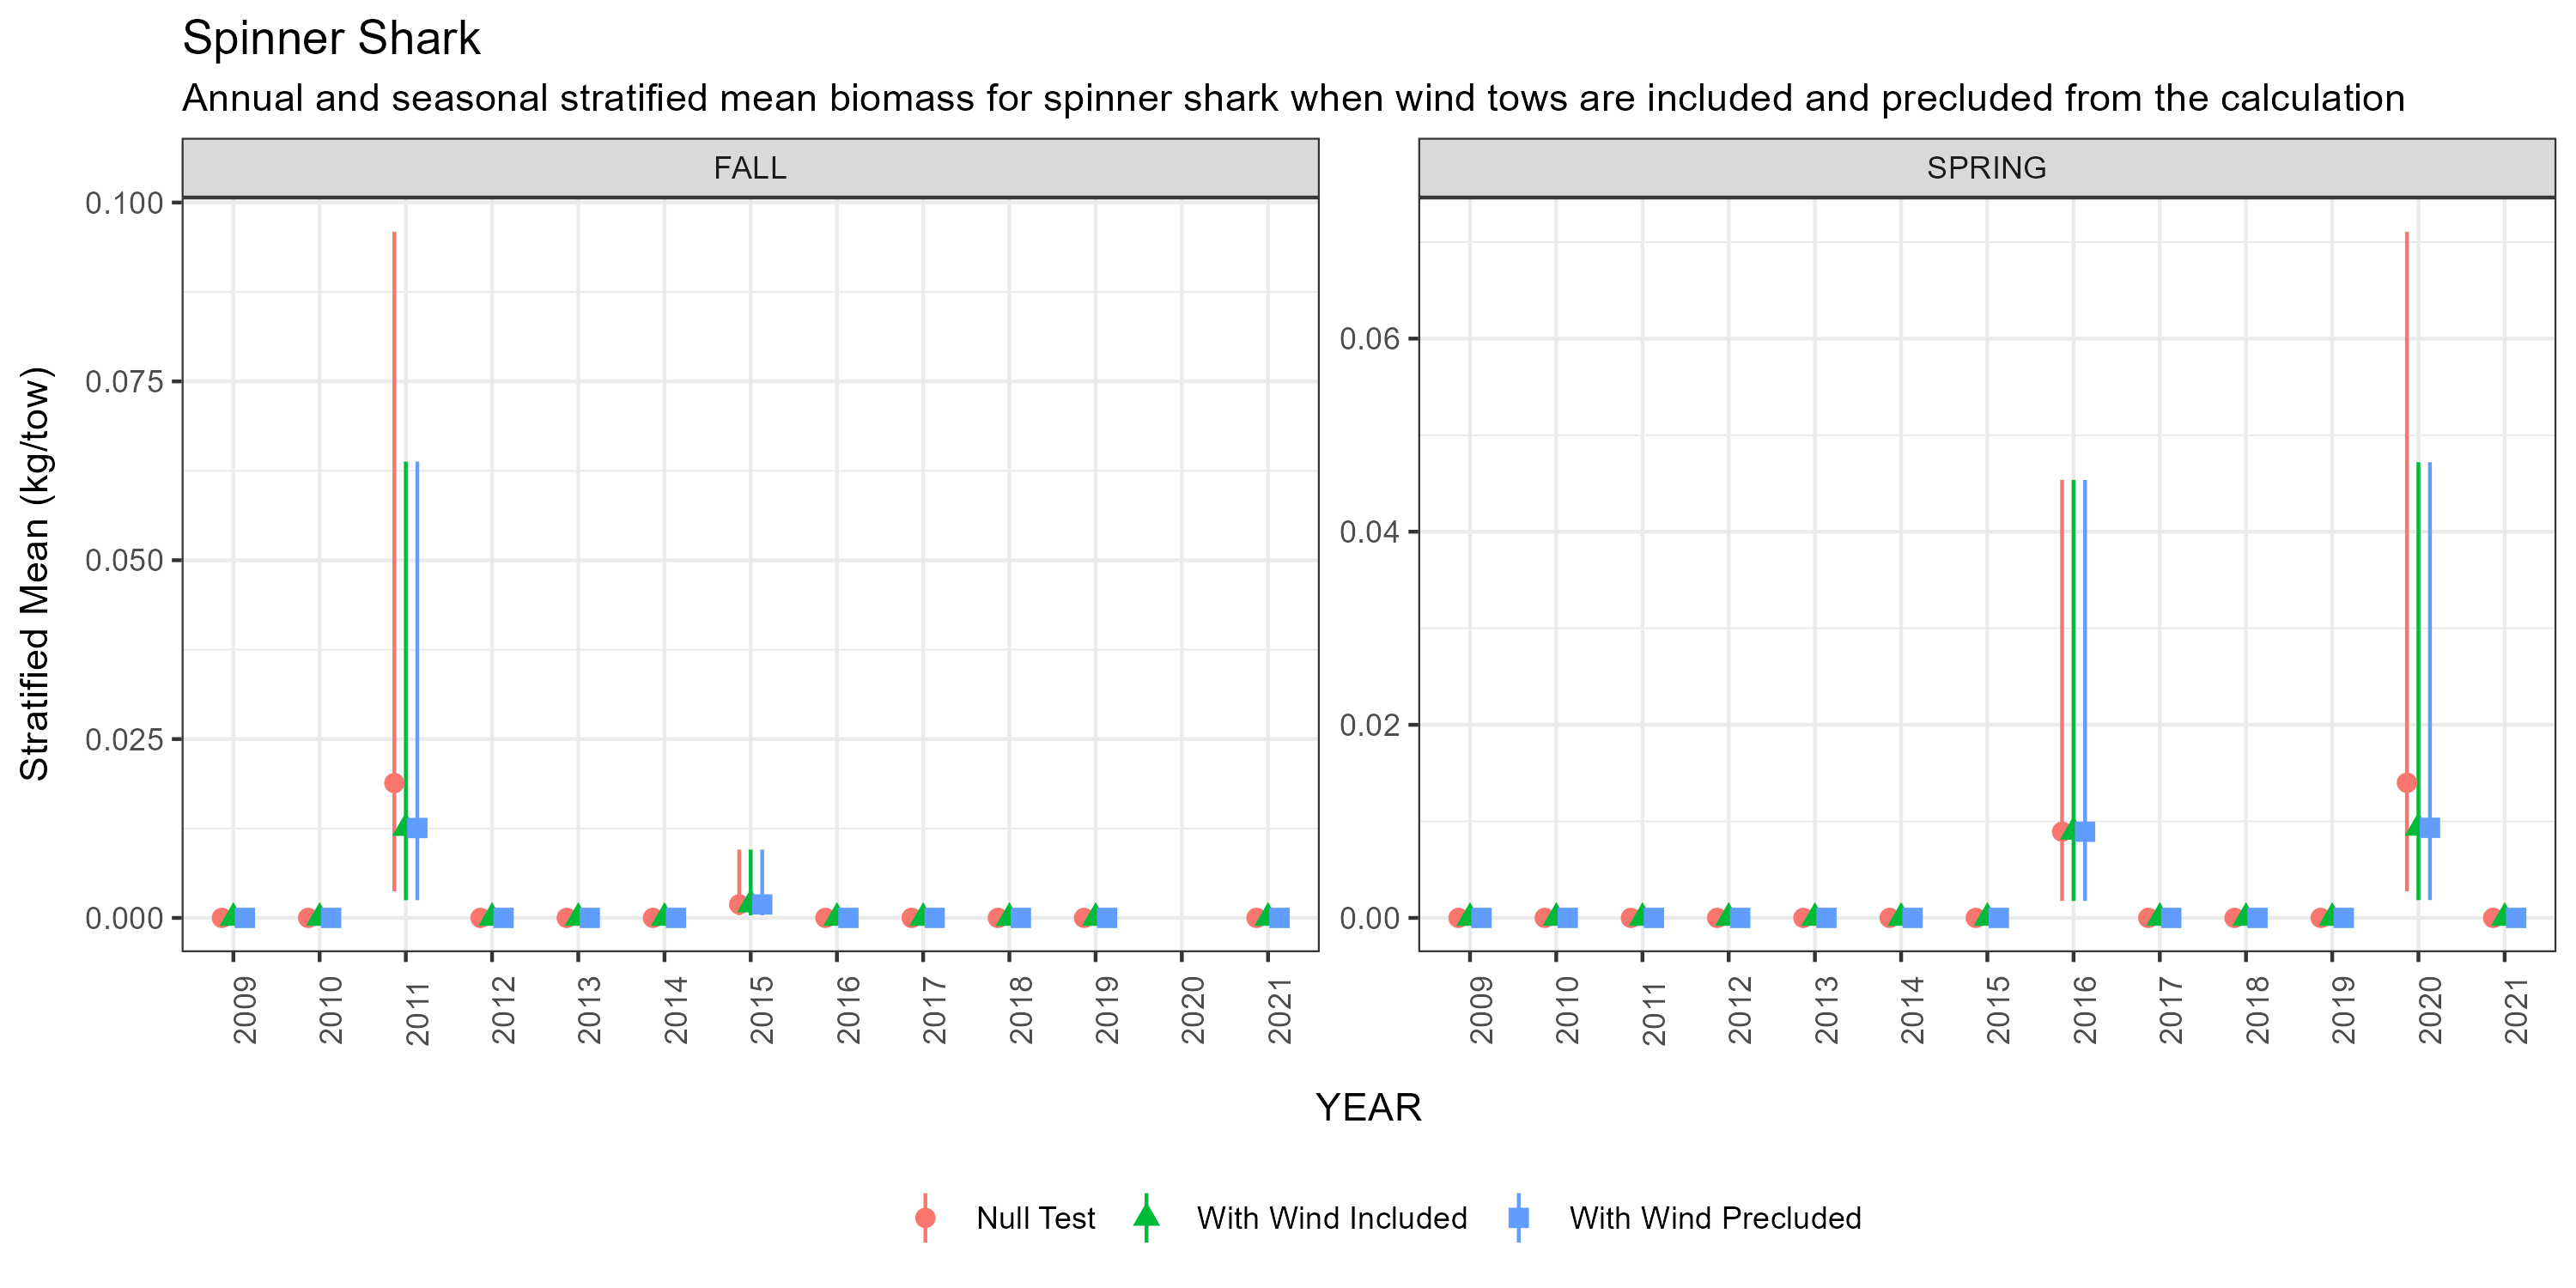 Spinner Shark
Annual and seasonal stratified mean biomass for spinner shark when wind tows are included and precluded from the calculation
FALL
SPRING
Stratified Mean (kg/tow)
0.100
0.075
0.050
0.025
0.000
0.06
0.04
0.02
0.00
2009 2010 2011 2012 2013 2014 2015 2016 2017 2018 2019 2020 2021
2009 2010 2011 2012 2013 2014 2015 2016 2017 2018 2019 2020 2021
YEAR
Null Test With Wind Included With Wind Precluded